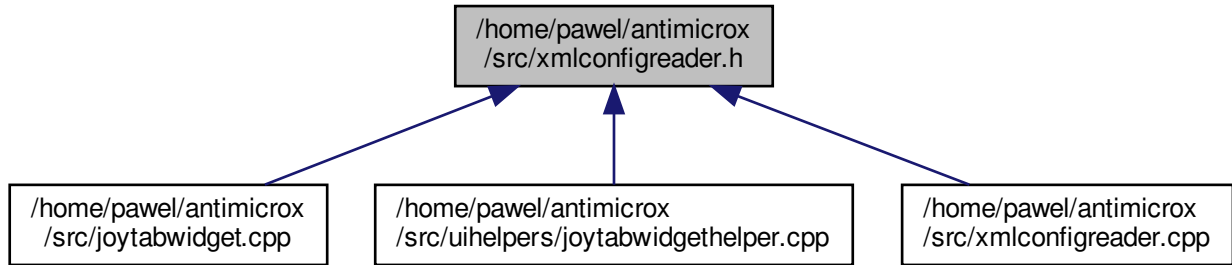 /home/pawel/antimicrox
/src/xmlconfigreader.h
/home/pawel/antimicrox
/src/joytabwidget.cpp
/home/pawel/antimicrox
/src/uihelpers/joytabwidgethelper.cpp
/home/pawel/antimicrox
/src/xmlconfigreader.cpp